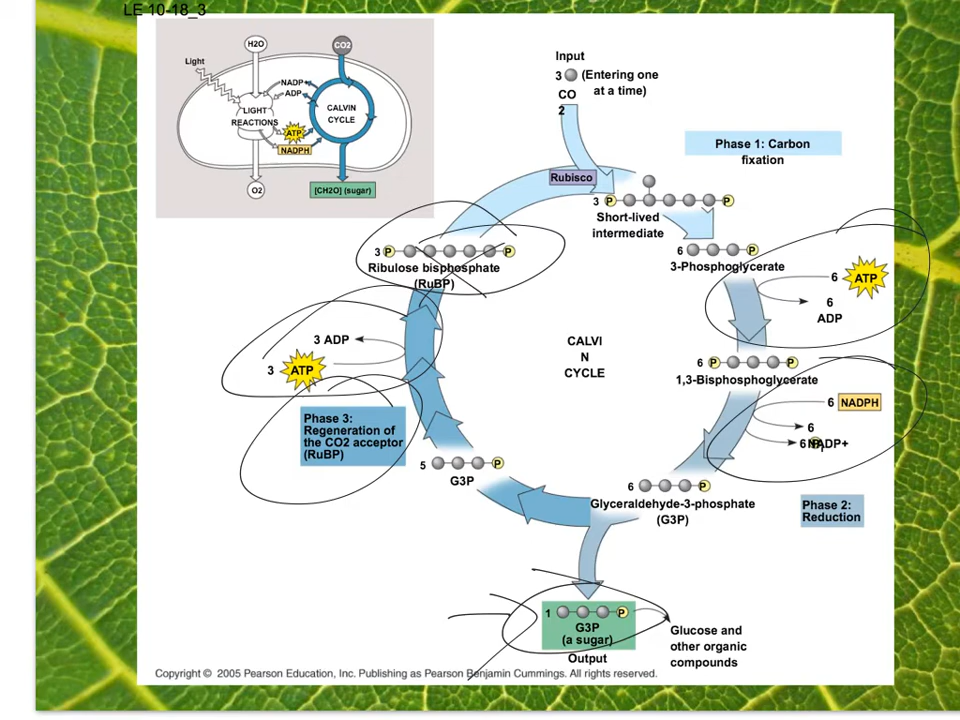 LE 10-18_3
H2O
CO2
Light
NADP+
ADP
LIGHT
REACTIONS
CALVIN
CYCLE
ATP
NADPH
O2
[CH2O] (sugar)
Input
3 (Entering one
at a time)
CO
2
Phase 1: Carbon
fixation
Rubisco
3 P P
Short-lived
intermediate
3 P P
Ribulose bisphosphate
(RuBP)
6 P
3-Phosphoglycerate
6 ATP
6
ADP
3 ADP
3 ATP
CALVI
N
CYCLE
6 P P
1,3-Bisphosphoglycerate
6 NADPH
6
NADP+
6 P
Phase 3:
Regeneration of
the CO2 acceptor
(RuBP)
5 P
G3P
6 P
Glyceraldehyde-3-phosphate
(G3P)
Phase 2:
Reduction
1 P
G3P
(a sugar)
Output
Glucose and
other organic
compounds
Copyright © 2005 Pearson Education, Inc. Publishing as Pearson Benjamin Cummings. All rights reserved.